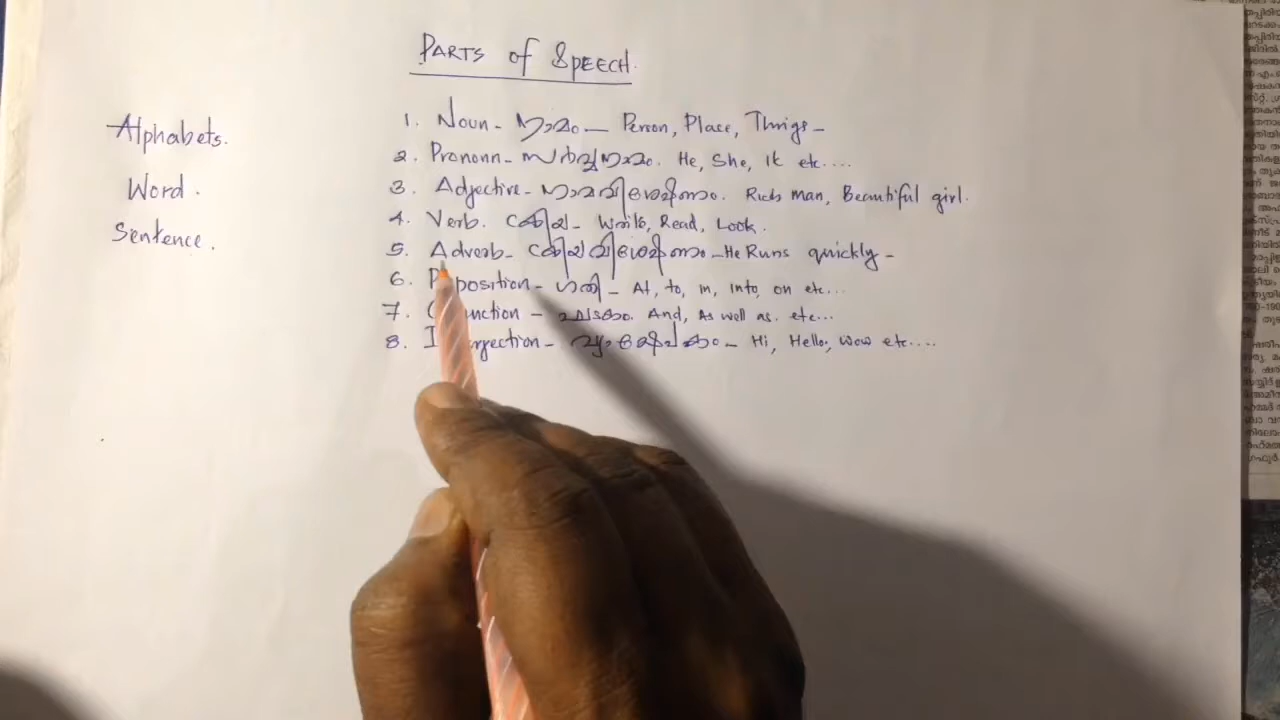 PARTS of SPEECH.
Alphabets.
Word.
Sentence.
1. Noun - നാമം - Person, Place, Things -
2. Pronoun - സർവ്വനാമം. He, She, It etc....
3. Adjective - നാമവിശേഷണം. Rich man, Beautiful girl.
4. Verb. ക്രിയ - Write, Read, Look.
5. Adverb - ക്രിയാവിശേഷണം - He Runs quickly -
6. - ഗതി - At, to, in, into, on etc...
7. - ഘടകം. And, As well as. etc...
8. - വ്യാക്ഷേപകം - Hi, Hello, Wow etc....